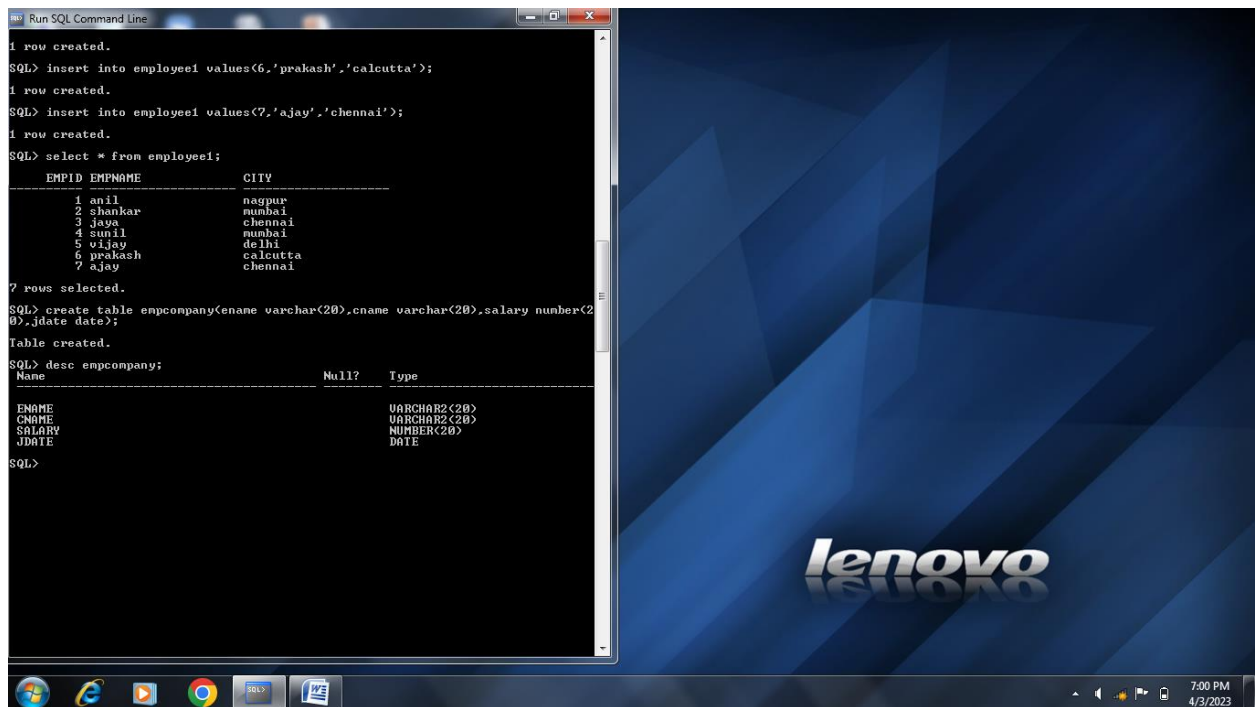 Run SQL Command Line
1 row created.
SQL> insert into employee1 values(6,'prakash','calcutta');
1 row created.
SQL> insert into employee1 values(7,'ajay','chennai');
1 row created.
SQL> select * from employee1;
EMPID EMPNAME CITY
---------- -------------------- --------------------
1 anil nagpur
2 shankar mumbai
3 jaya chennai
4 sunil mumbai
5 vijay delhi
6 prakash calcutta
7 ajay chennai
7 rows selected.
SQL> create table empcompany(ename varchar(20),cname varchar(20),salary number(2
0),jdate date);
Table created.
SQL> desc empcompany;
Name Null? Type
----------------------------------------- -------- ----------------------------
ENAME VARCHAR2(20)
CNAME VARCHAR2(20)
SALARY NUMBER(20)
JDATE DATE
SQL>
lenovo
SQL>
W
7:00 PM
4/3/2023